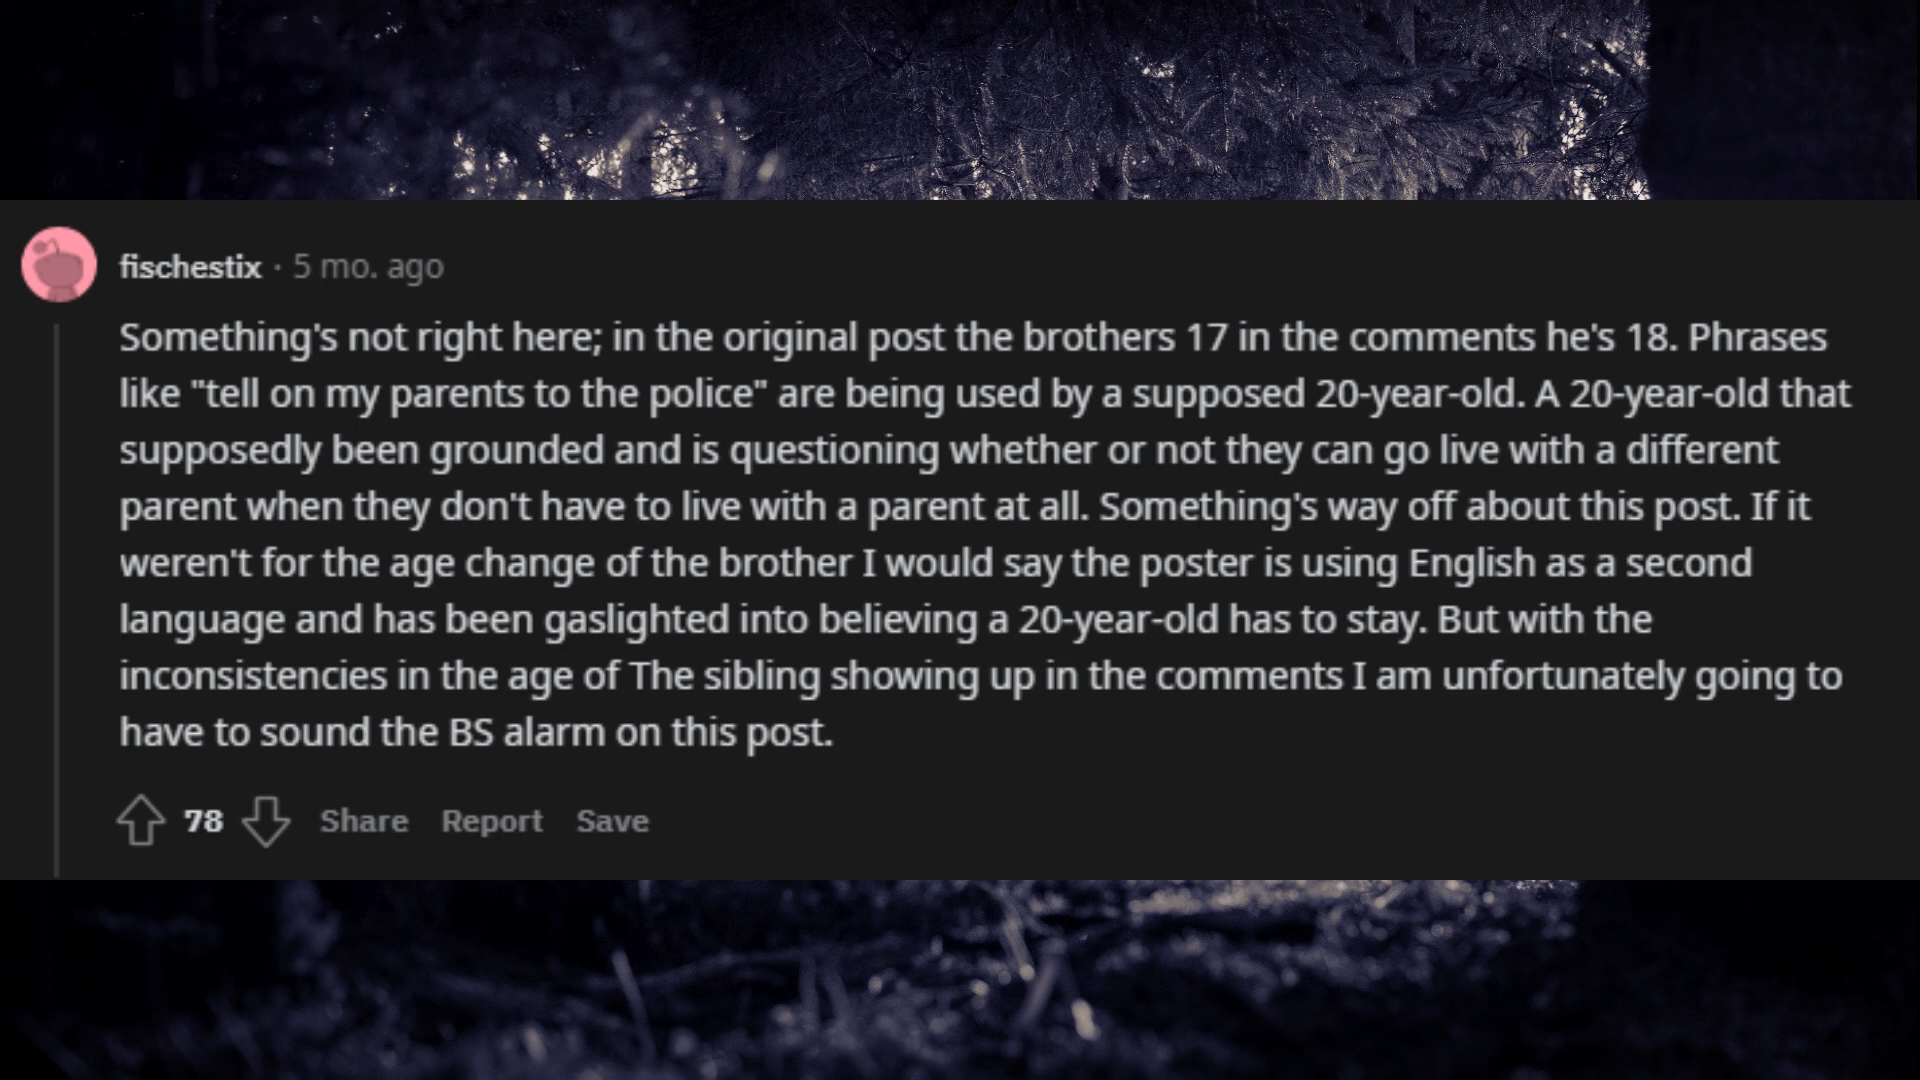 fischestix · 5 mo. ago
Something's not right here; in the original post the brothers 17 in the comments he's 18. Phrases
like "tell on my parents to the police" are being used by a supposed 20-year-old. A 20-year-old that
supposedly been grounded and is questioning whether or not they can go live with a different
parent when they don't have to live with a parent at all. Something's way off about this post. If it
weren't for the age change of the brother I would say the poster is using English as a second
language and has been gaslighted into believing a 20-year-old has to stay. But with the
inconsistencies in the age of The sibling showing up in the comments I am unfortunately going to
have to sound the BS alarm on this post.
78 Share Report Save